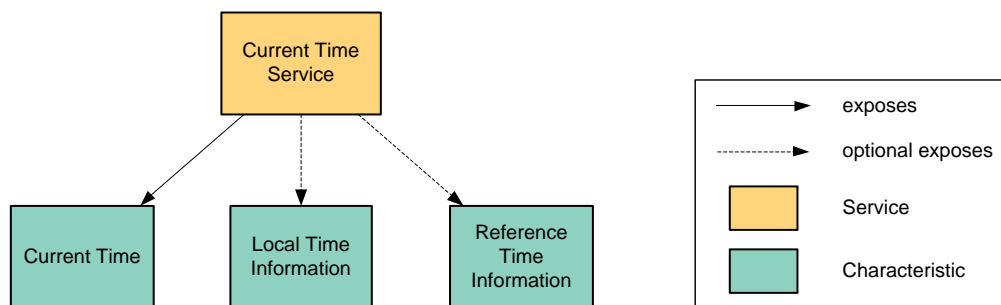 Current Time
Service
Current Time
Local Time
Information
Reference
Time
Information
exposes
optional exposes
Service
Characteristic